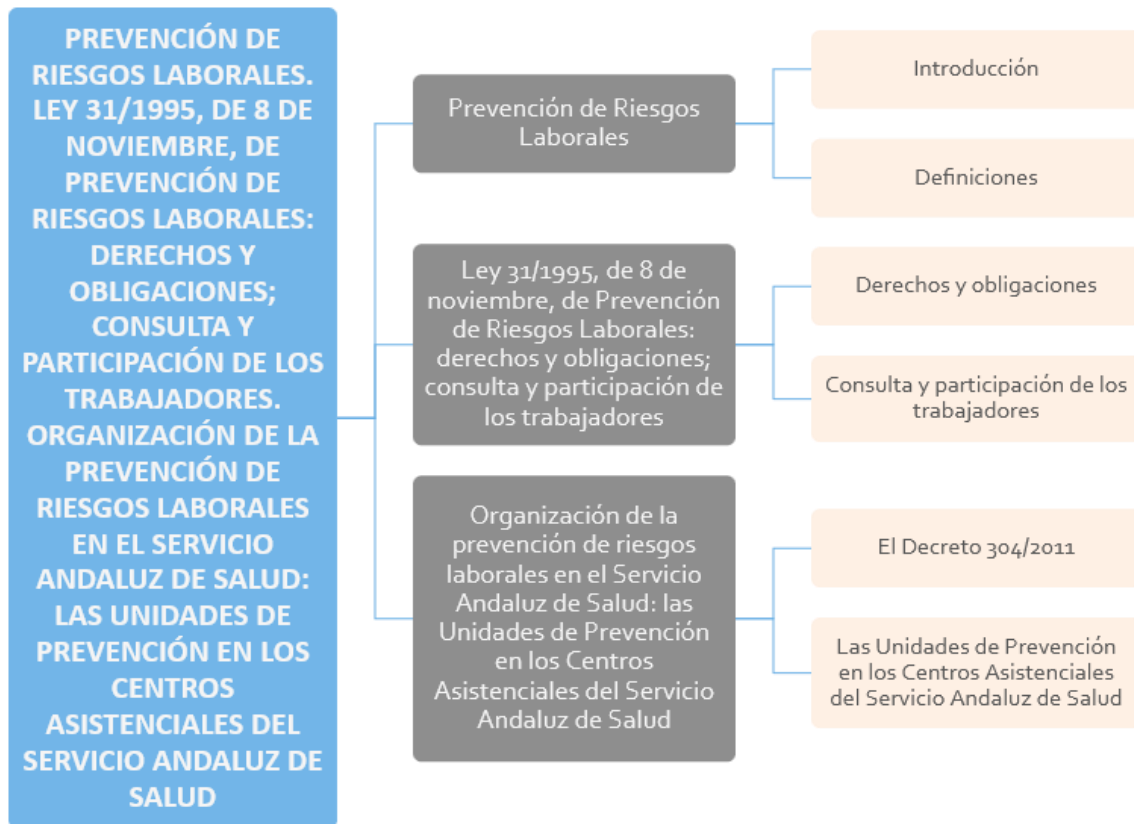 PREVENCIÓN DE
RIESGOS LABORALES.
LEY 31/1995, DE 8 DE
NOVIEMBRE, DE
PREVENCIÓN DE
RIESGOS LABORALES:
DERECHOS Y
OBLIGACIONES;
CONSULTA Y
PARTICIPACIÓN DE LOS
TRABAJADORES.
ORGANIZACIÓN DE LA
PREVENCIÓN DE
RIESGOS LABORALES
EN EL SERVICIO
ANDALUZ DE SALUD:
LAS UNIDADES DE
PREVENCIÓN EN LOS
CENTROS
ASISTENCIALES DEL
SERVICIO ANDALUZ DE
SALUD
Prevención de Riesgos
Laborales
Introducción
Definiciones
Ley 31/1995, de 8 de
noviembre, de Prevención
de Riesgos Laborales:
derechos y obligaciones;
consulta y participación de
los trabajadores
Derechos y obligaciones
Consulta y participación de los
trabajadores
Organización de la
prevención de riesgos
laborales en el Servicio
Andaluz de Salud: las
Unidades de Prevención
en los Centros
Asistenciales del Servicio
Andaluz de Salud
El Decreto 304/2011
Las Unidades de Prevención
en los Centros Asistenciales
del Servicio Andaluz de Salud